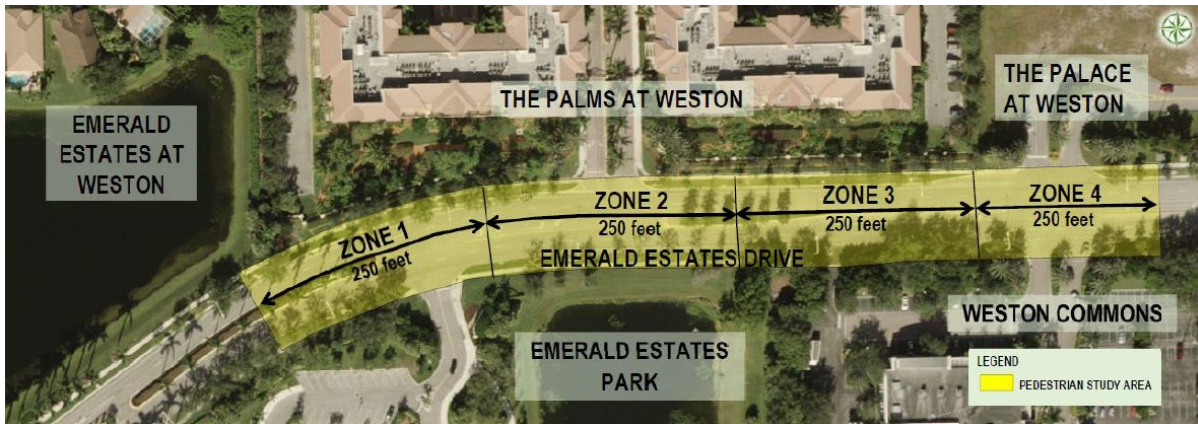 THE PALMS AT WESTON
THE PALACE
AT WESTON
EMERALD
ESTATES AT
WESTON
ZONE 1
250 feet
ZONE 2
250 feet
ZONE 3
250 feet
ZONE 4
250 feet
EMERALD ESTATES DRIVE
EMERALD ESTATES
PARK
WESTON COMMONS
LEGEND
PEDESTRIAN STUDY AREA